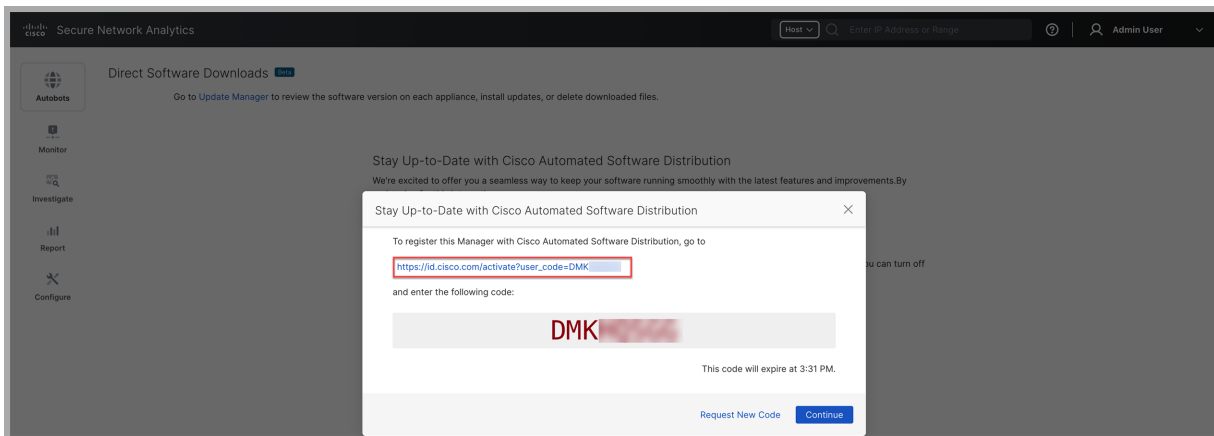 cisco Secure Network Analytics
Host
Enter IP Address or Range
Admin User
Direct Software Downloads Beta
Go to Update Manager to review the software version on each appliance, install updates, or delete downloaded files.
Autobots
Monitor
Investigate
Report
Configure
Stay Up-to-Date with Cisco Automated Software Distribution
We're excited to offer you a seamless way to keep your software running smoothly with the latest features and improvements.By
ou can turn off
Stay Up-to-Date with Cisco Automated Software Distribution
To register this Manager with Cisco Automated Software Distribution, go to
https://id.cisco.com/activate?user_code=DMK
and enter the following code:
DMK
This code will expire at 3:31 PM.
Request New Code
Continue